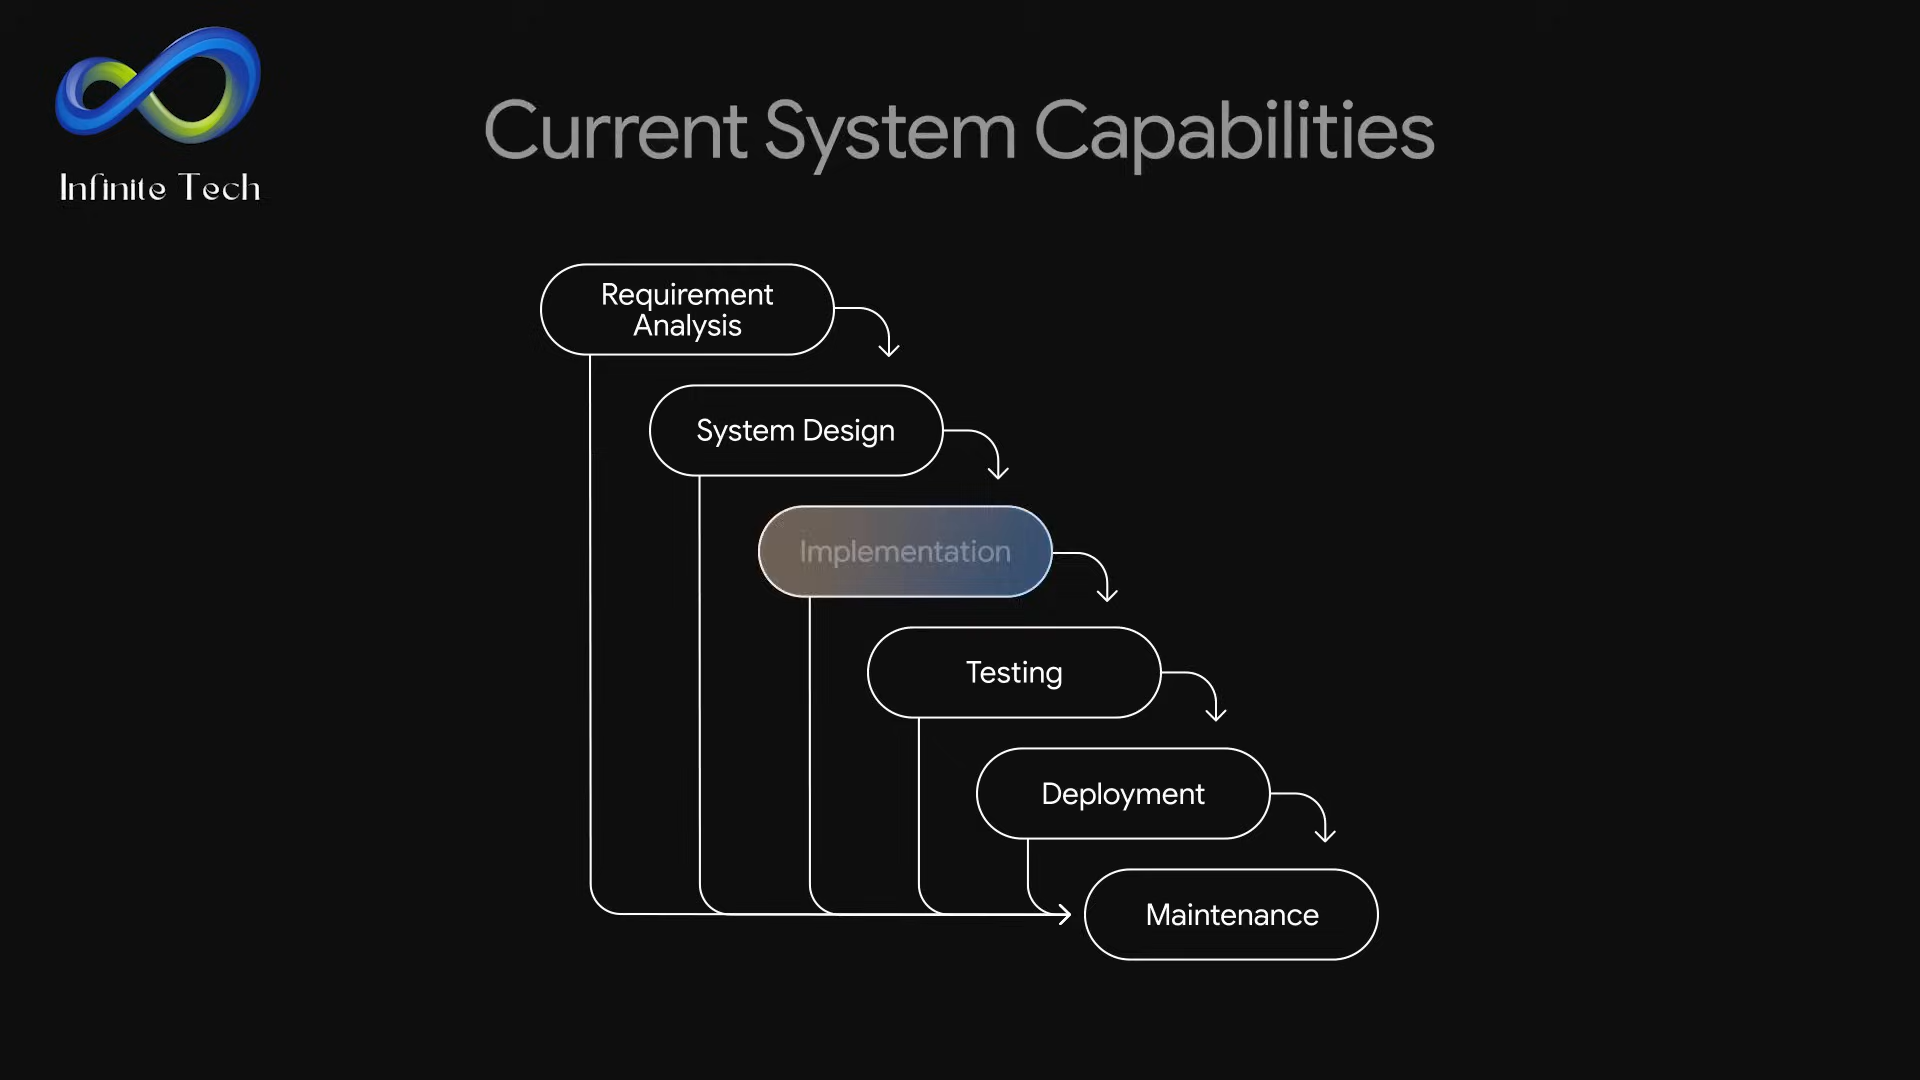 Infinite Tech
Current System Capabilities
Requirement
Analysis
System Design
Implementation
Testing
Deployment
Maintenance